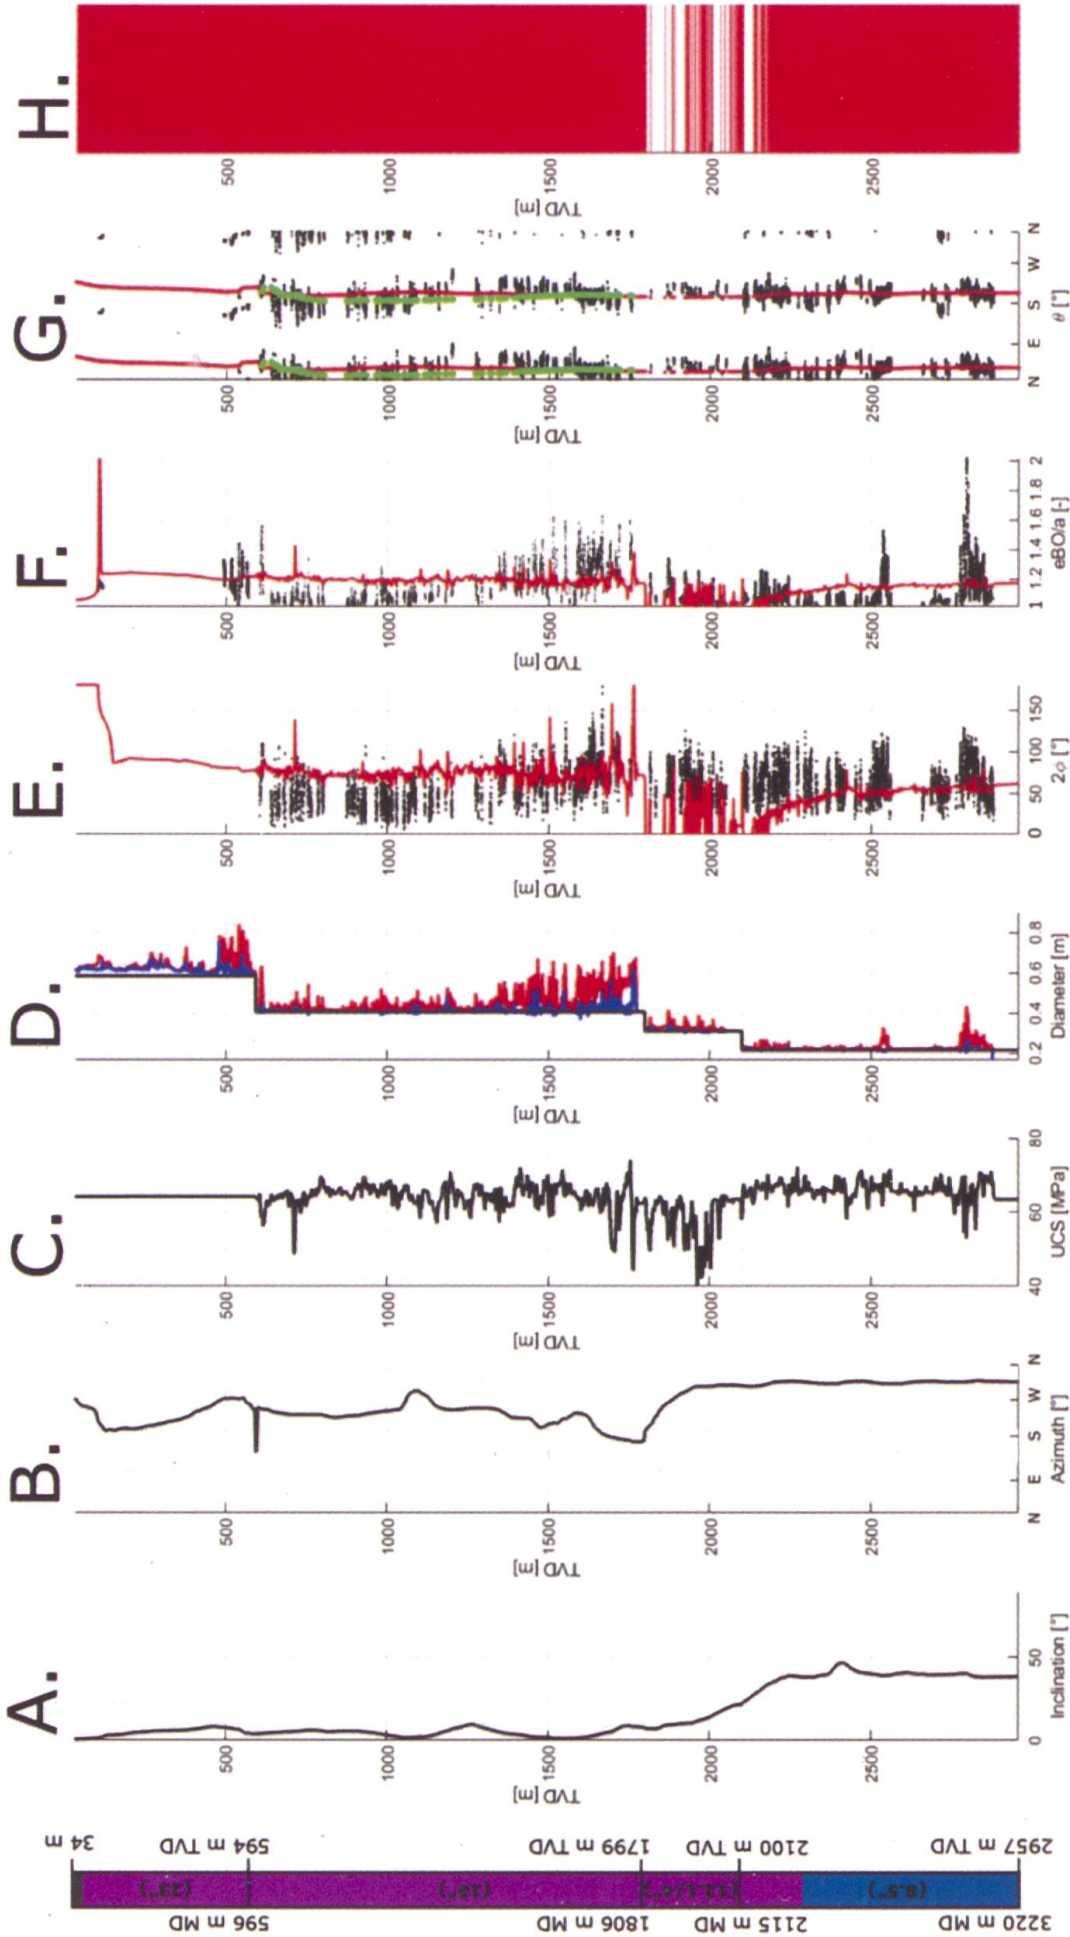 A.
B.
C.
D.
E.
F.
G.
H.
34 m
596 m MD
(23")
594 m TVD
(16")
1806 m MD
(12.1/4")
1799 m TVD
2115 m MD
2100 m TVD
(8.5")
3220 m MD
2957 m TVD
500
1000
1500
2000
2500
TVD [m]
0
50
Inclination [°]
500
1000
1500
2000
2500
TVD [m]
N E S W N
Azimuth [°]
500
1000
1500
2000
2500
TVD [m]
40 60 80
UCS [MPa]
500
1000
1500
2000
2500
TVD [m]
0.2 0.4 0.6 0.8
Diameter [m]
500
1000
1500
2000
2500
TVD [m]
0 50 100 150
2ϕ [°]
500
1000
1500
2000
2500
TVD [m]
1 1.2 1.4 1.6 1.8 2
eBO/a [-]
500
1000
1500
2000
2500
TVD [m]
N E S W N
θ [°]
500
1000
1500
2000
2500
TVD [m]